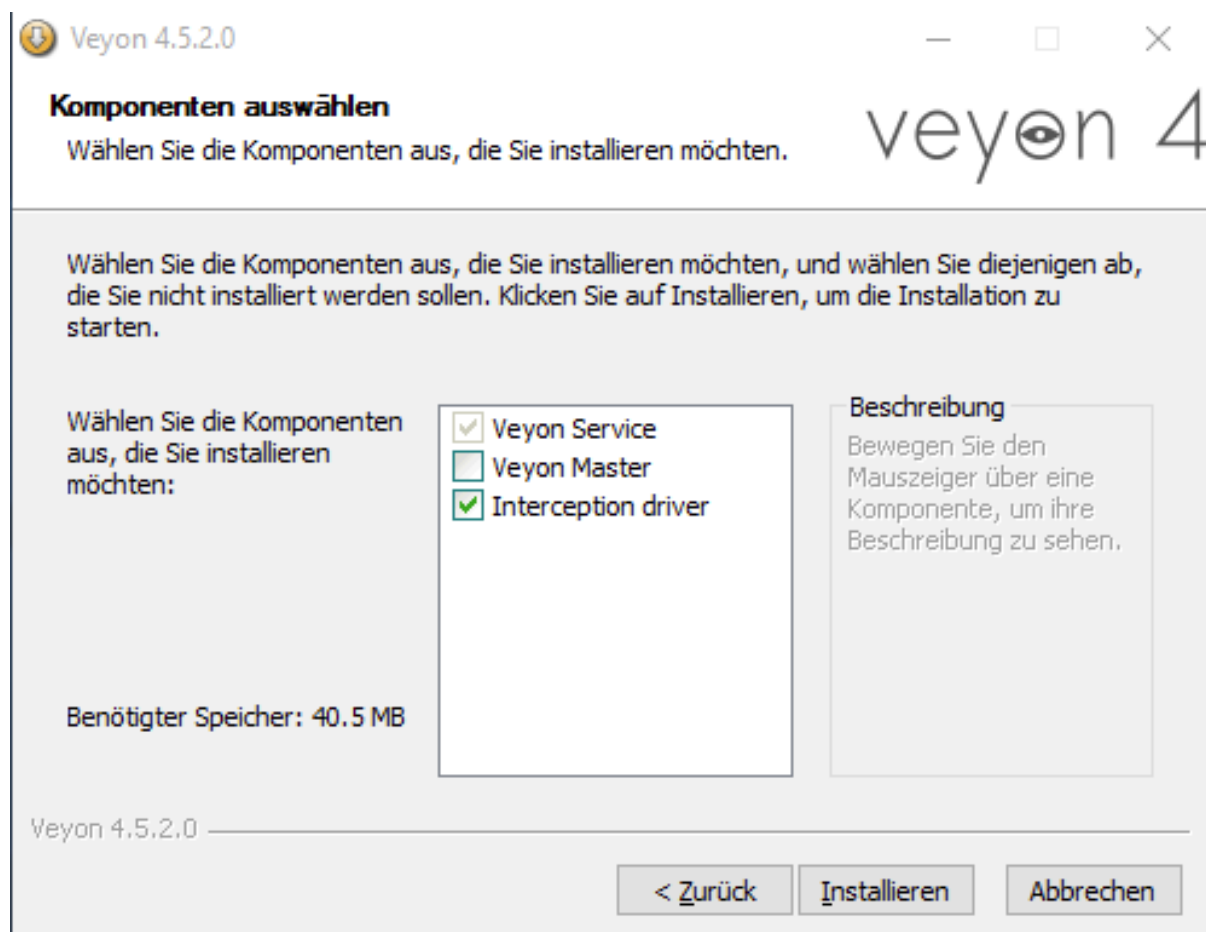 Veyon 4.5.2.0
Komponenten auswählen
Wählen Sie die Komponenten aus, die Sie installieren möchten.
veyon 4
Wählen Sie die Komponenten aus, die Sie installieren möchten, und wählen Sie diejenigen ab,
die Sie nicht installiert werden sollen. Klicken Sie auf Installieren, um die Installation zu
starten.
Wählen Sie die Komponenten
aus, die Sie installieren
möchten:
Veyon Service
Veyon Master
Interception driver
Beschreibung
Bewegen Sie den
Mauszeiger über eine
Komponente, um ihre
Beschreibung zu sehen.
Benötigter Speicher: 40.5 MB
Veyon 4.5.2.0
< Zurück
Installieren
Abbrechen